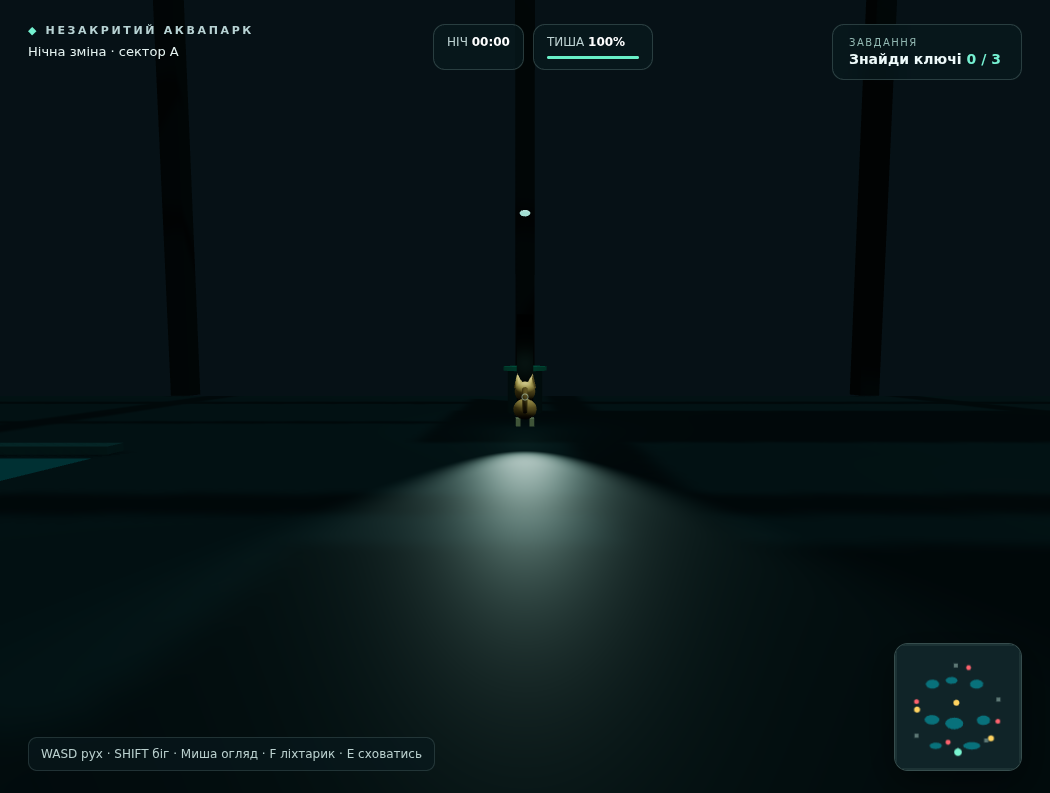 ◆ НЕЗАКРИТИЙ АКВАПАРК
Нічна зміна · сектор А
НІЧ 00:00
ТИША 100%
ЗАВДАННЯ
Знайди ключі 0 / 3
WASD рух · SHIFT біг · Миша огляд · F ліхтарик · E сховатись